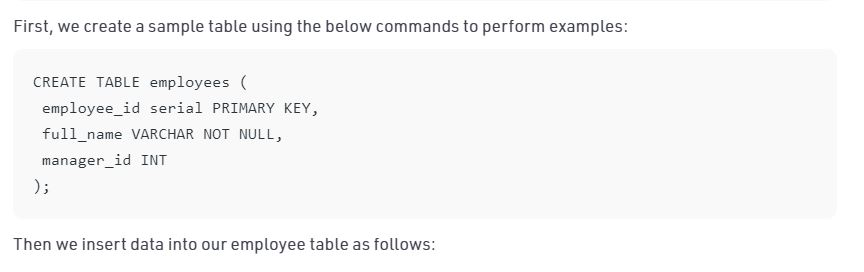 First, we create a sample table using the below commands to perform examples:
CREATE TABLE employees (
employee_id serial PRIMARY KEY,
full_name VARCHAR NOT NULL,
manager_id INT
);
Then we insert data into our employee table as follows: